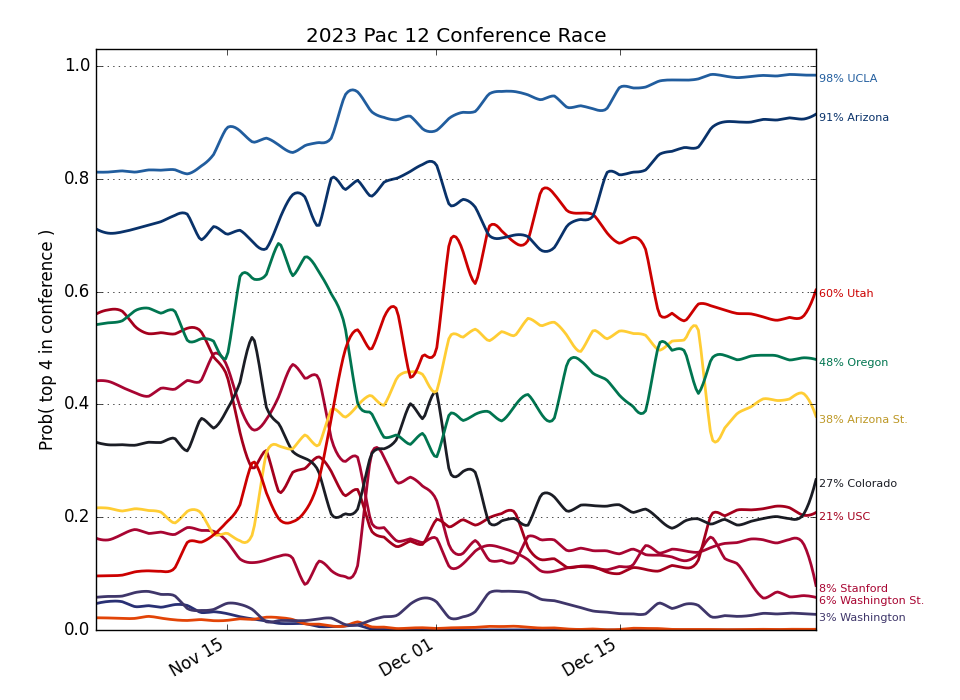 2023 Pac 12 Conference Race
Prob( top 4 in conference )
1.0
0.8
0.6
0.4
0.2
0.0
Nov 15
Dec 01
Dec 15
98% UCLA
91% Arizona
60% Utah
48% Oregon
38% Arizona St.
27% Colorado
21% USC
8% Stanford
6% Washington St.
3% Washington